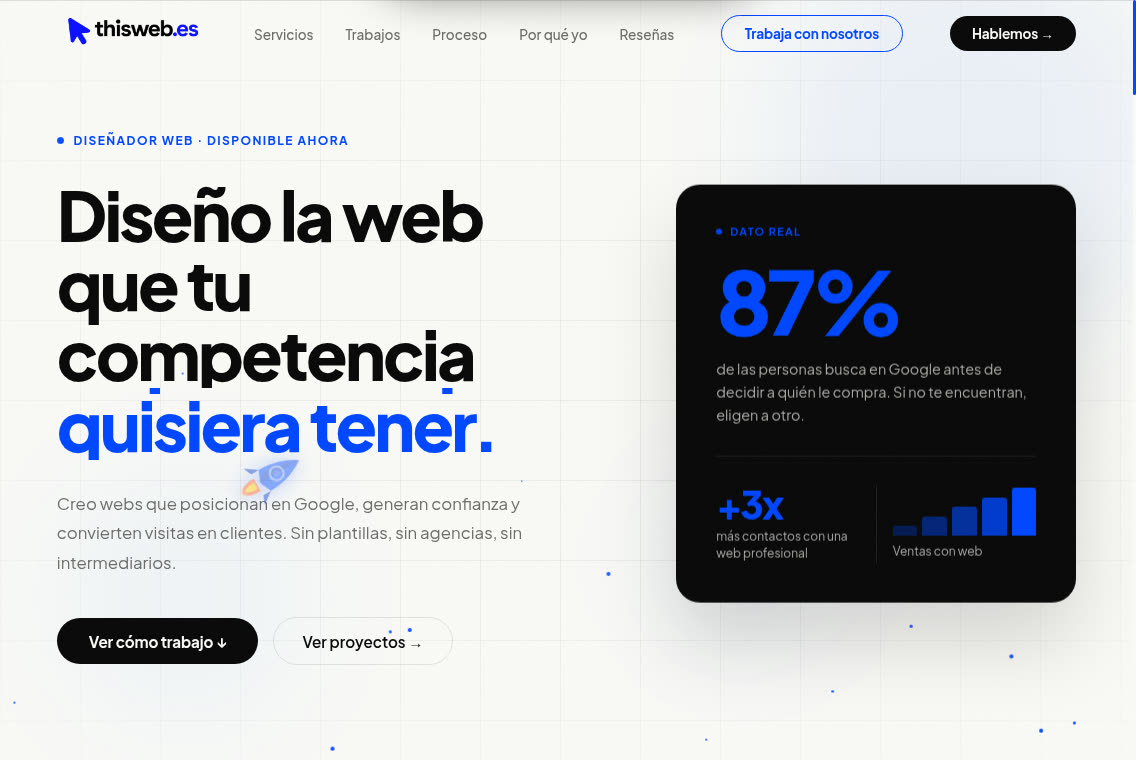 thisweb.es
Servicios
Trabajos
Proceso
Por qué yo
Reseñas
Trabaja con nosotros
Hablemos →
DISEÑADOR WEB · DISPONIBLE AHORA
Diseño la web
que tu
competencia
quisiera tener.
Creo webs que posicionan en Google, generan confianza y
convierten visitas en clientes. Sin plantillas, sin agencias, sin
intermediarios.
Ver cómo trabajo ↓
Ver proyectos →
DATO REAL
87%
de las personas busca en Google antes de
decidir a quién le compra. Si no te encuentran,
eligen a otro.
+3x
más contactos con una
web profesional
Ventas con web